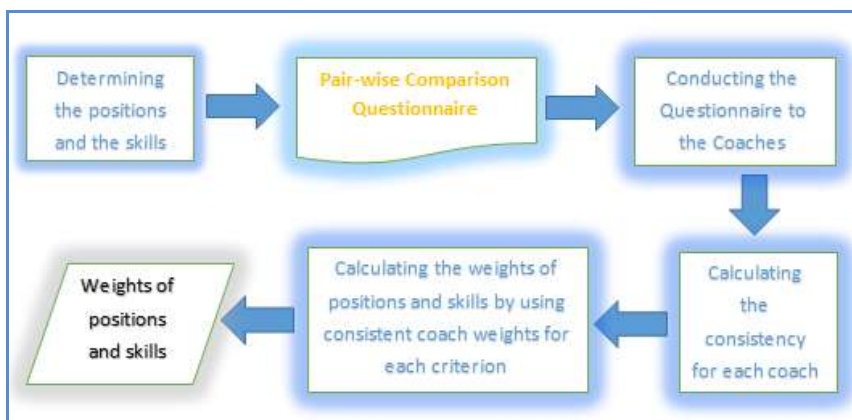 Determining
the positions
and the skills
Pair-wise Comparison
Questionnaire
Conducting the
Questionnaire to
the Coaches
Calculating
the
consistency
for each coach
Calculating the weights of
positions and skills by using
consistent coach weights for
each criterion
Weights of
positions
and skills